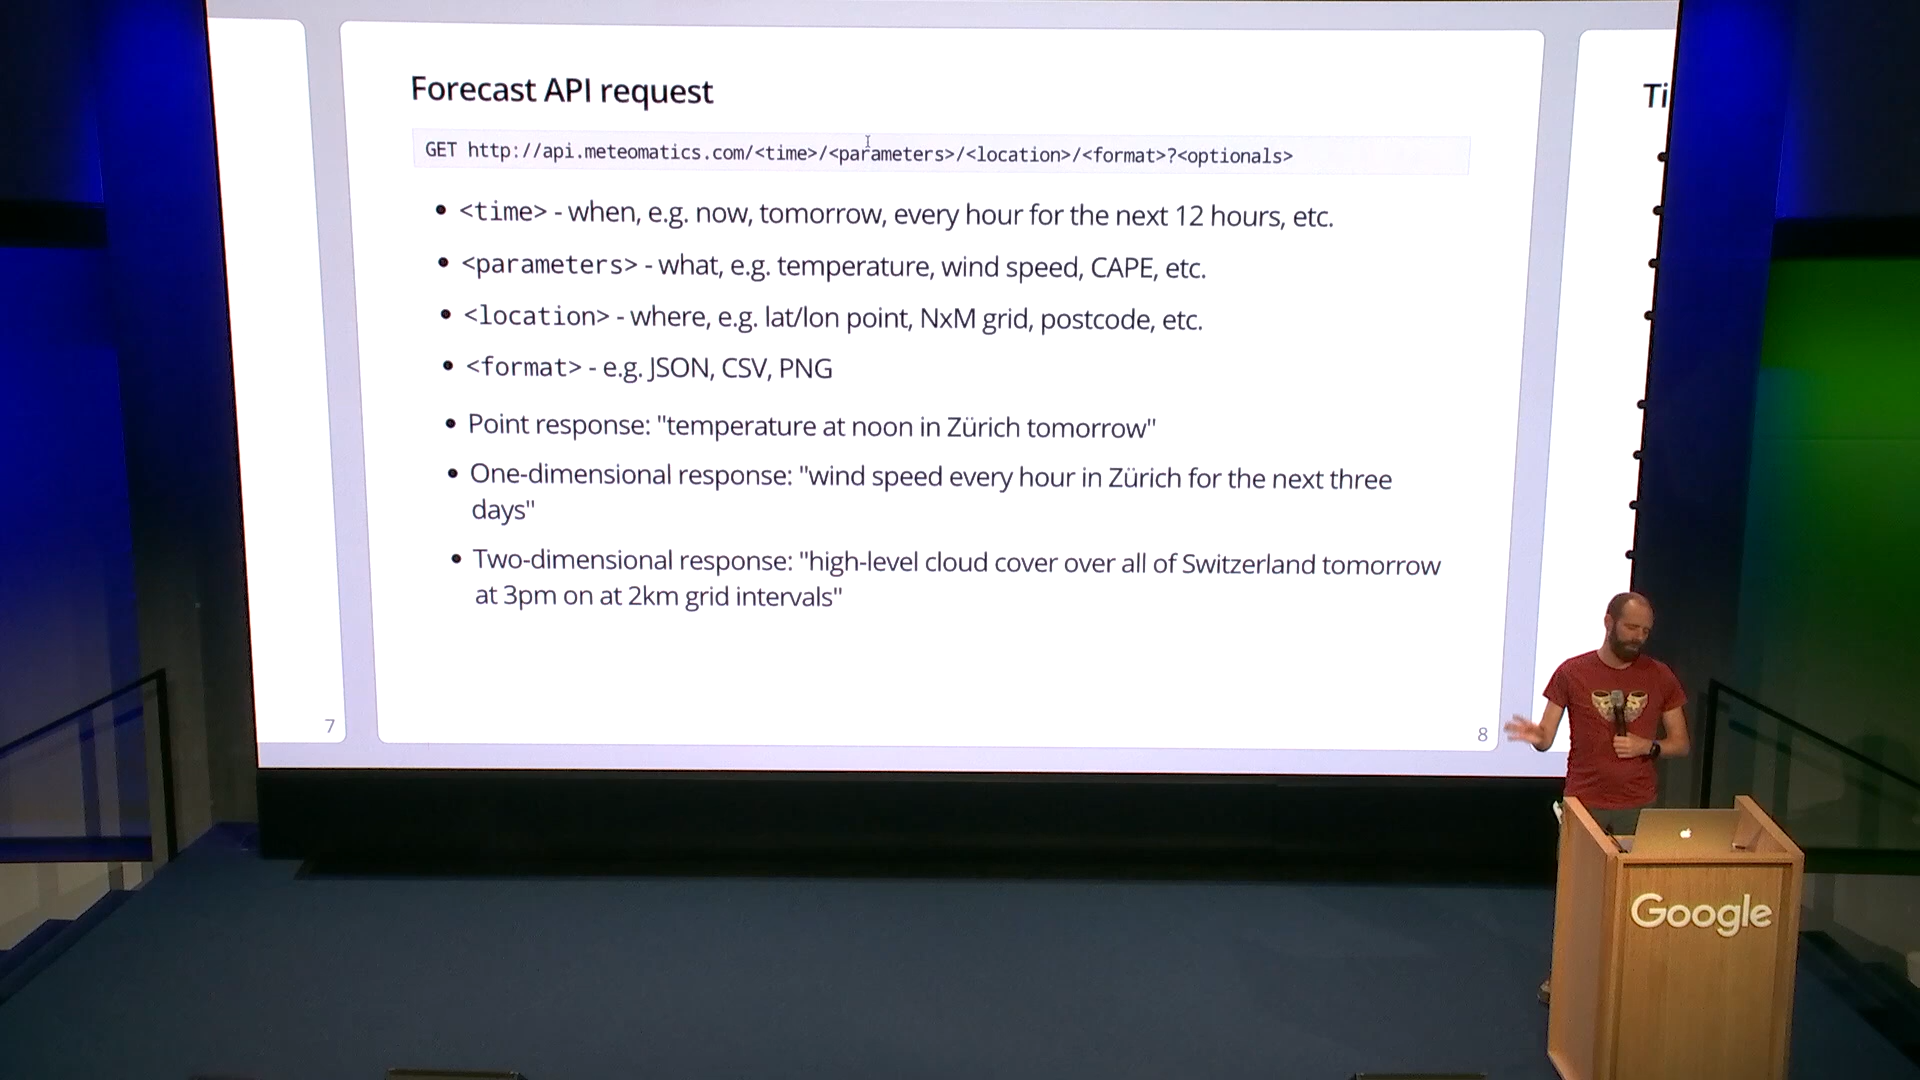 Forecast API request
GET http://api.meteomatics.com/<time>/<parameters>/<location>/<format>?<optionals>
• <time> - when, e.g. now, tomorrow, every hour for the next 12 hours, etc.
• <parameters> - what, e.g. temperature, wind speed, CAPE, etc.
• <location> - where, e.g. lat/lon point, NxM grid, postcode, etc.
• <format> - e.g. JSON, CSV, PNG
• Point response: "temperature at noon in Zürich tomorrow"
• One-dimensional response: "wind speed every hour in Zürich for the next three
days"
• Two-dimensional response: "high-level cloud cover over all of Switzerland tomorrow
at 3pm on at 2km grid intervals"
7
8
Ti
Google